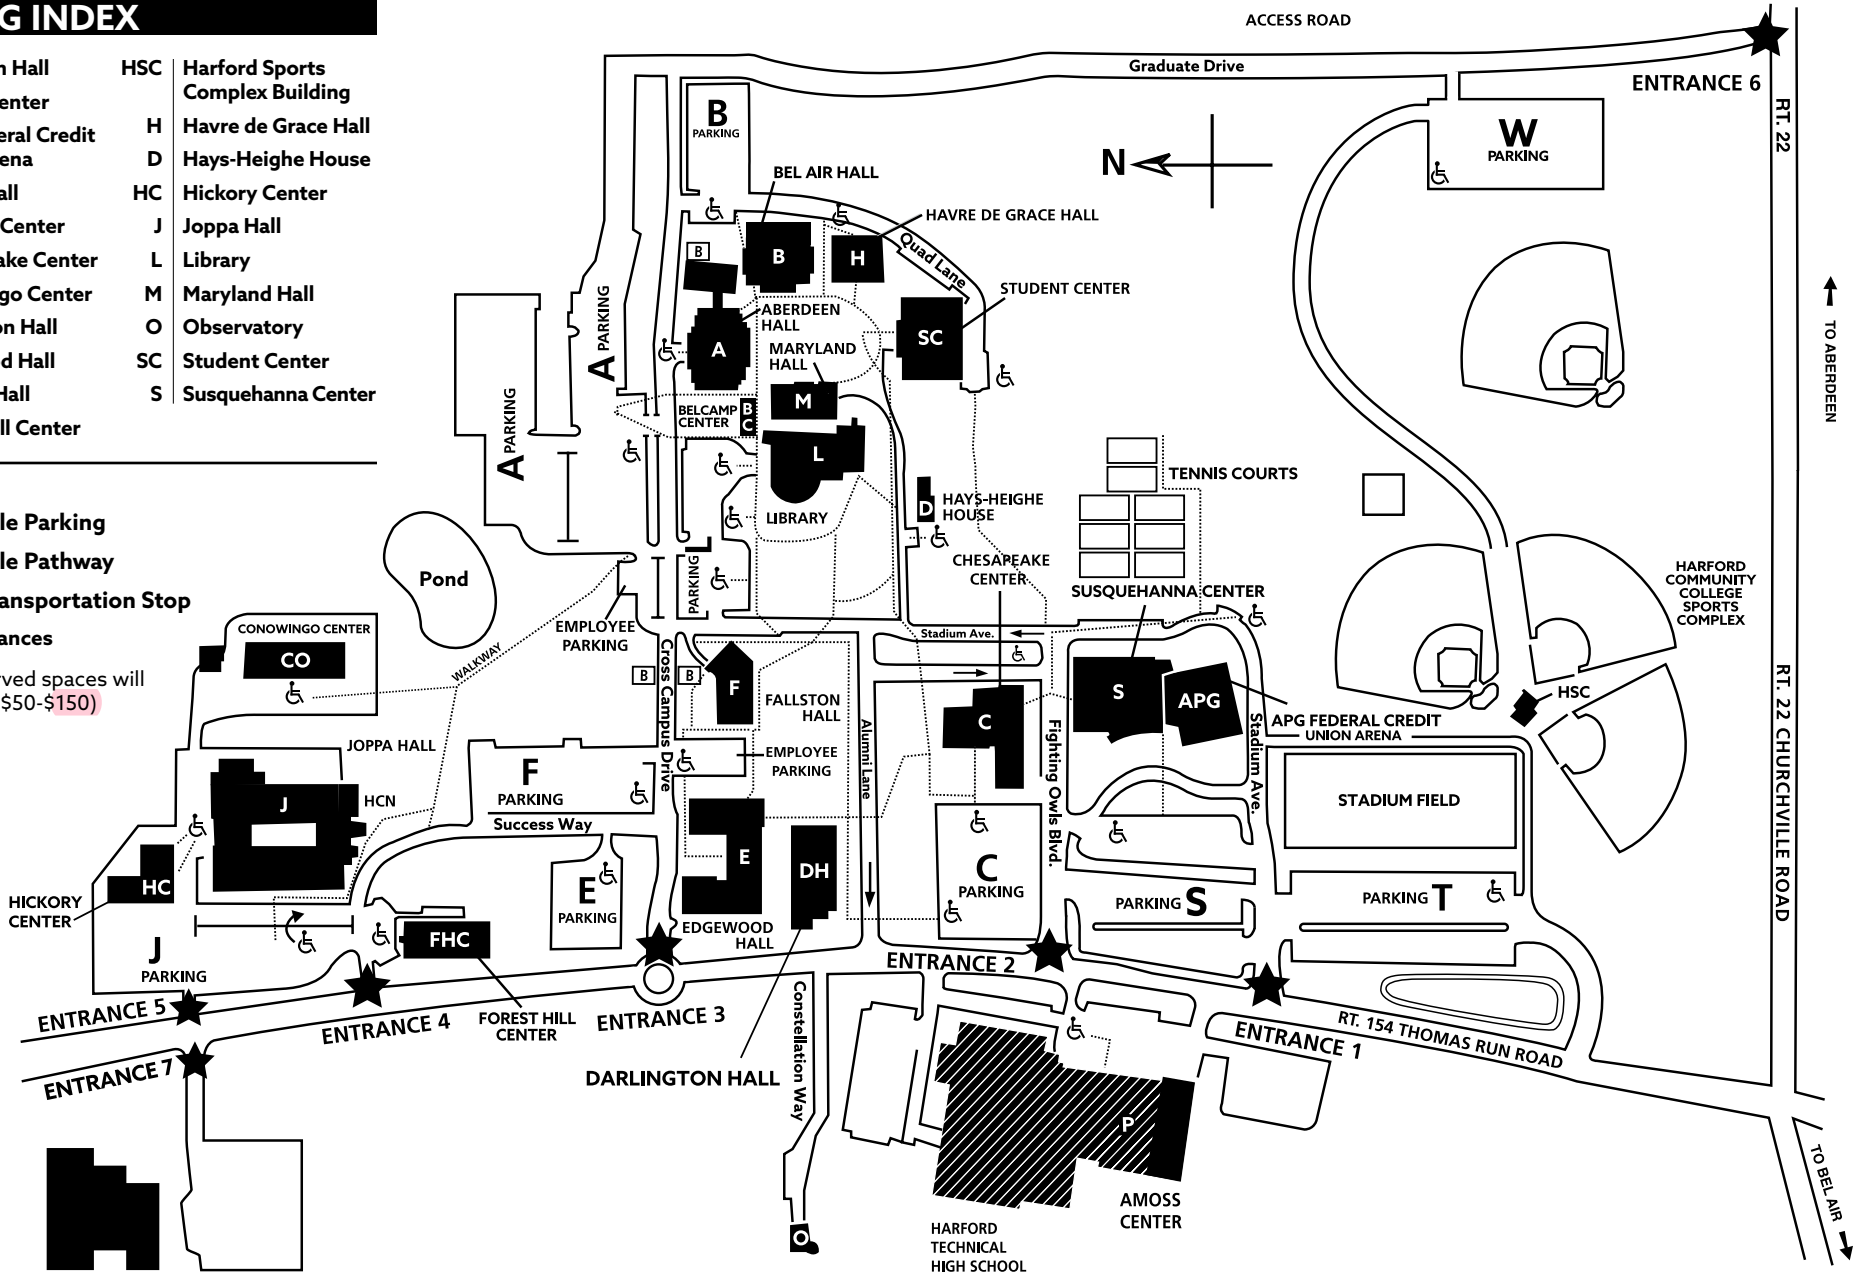 G INDEX
n Hall
enter
eral Credit
ena
all
Center
ake Center
go Center
on Hall
d Hall
Hall
ll Center
HSC Harford Sports
Complex Building
H Havre de Grace Hall
D Hays-Heighe House
HC Hickory Center
J Joppa Hall
L Library
M Maryland Hall
O Observatory
SC Student Center
S Susquehanna Center
le Parking
le Pathway
ansportation Stop
ances
rved spaces will
$50-$150)
ACCESS ROAD
Graduate Drive
ENTRANCE 6
RT. 22
W
PARKING
N
B
PARKING
BEL AIR HALL
HAVRE DE GRACE HALL
Quad Lane
STUDENT CENTER
B
B
H
SC
ABERDEEN
HALL
A
MARYLAND
HALL
M
BELCAMP
CENTER
B
C
L
LIBRARY
A PARKING
A PARKING
D
HAYS-HEIGHE
HOUSE
TENNIS COURTS
CHESAPEAKE
CENTER
SUSQUEHANNA CENTER
TO ABERDEEN
HARFORD
COMMUNITY
COLLEGE
SPORTS
COMPLEX
HSC
Pond
L
PARKING
EMPLOYEE
PARKING
CONOWINGO CENTER
CO
WALKWAY
B
B
Cross Campus Drive
F
FALLSTON
HALL
Stadium Ave.
C
S
APG
APG FEDERAL CREDIT
UNION ARENA
Stadium Ave.
Alumni Lane
Fighting Owls Blvd.
RT. 22 CHURCHVILLE ROAD
JOPPA HALL
J
HCN
F
PARKING
EMPLOYEE
PARKING
Success Way
STADIUM FIELD
HC
HICKORY
CENTER
E
PARKING
E
DH
C
PARKING
PARKING S
PARKING T
J
PARKING
FHC
EDGEWOOD
HALL
ENTRANCE 2
ENTRANCE 5
ENTRANCE 4
FOREST HILL
CENTER
ENTRANCE 3
ENTRANCE 1
RT. 154 THOMAS RUN ROAD
ENTRANCE 7
DARLINGTON HALL
Constellation Way
P
O
AMOSS
CENTER
HARFORD
TECHNICAL
HIGH SCHOOL
TO BEL AIR